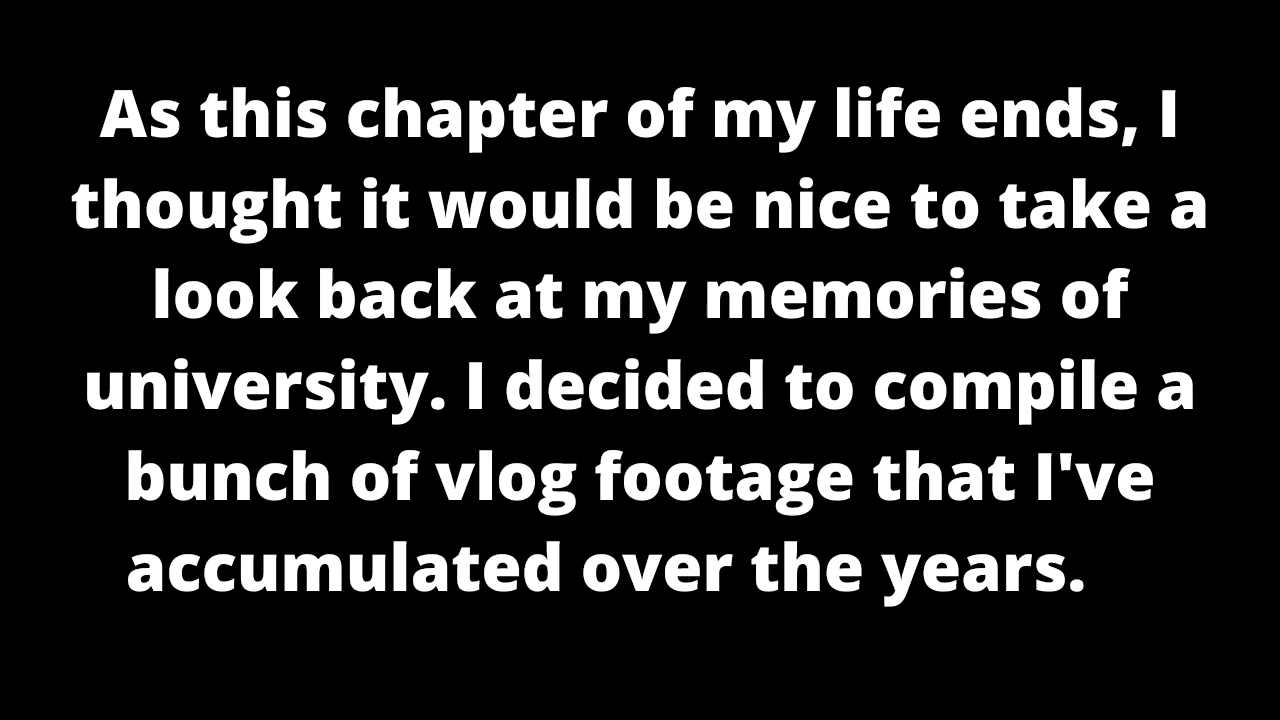 As this chapter of my life ends, I
thought it would be nice to take a
look back at my memories of
university. I decided to compile a
bunch of vlog footage that I've
accumulated over the years.